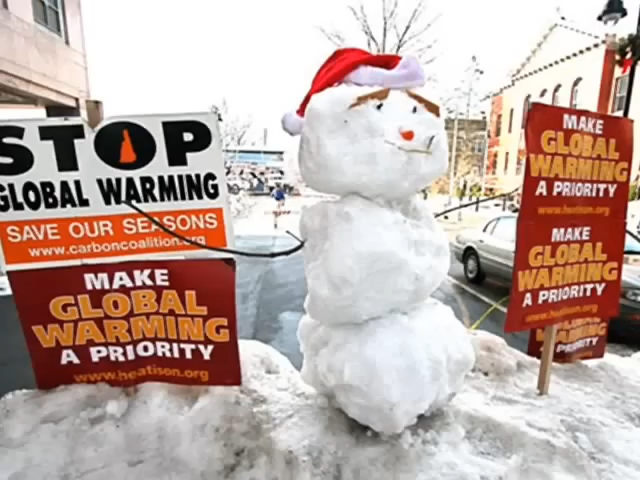 STOP
GLOBAL WARMING
SAVE OUR SEASONS
www.carboncoalition.org
MAKE
GLOBAL
WARMING
A PRIORITY
www.heatison.org
MAKE
GLOBAL
WARMING
A PRIORITY
www.heatison.org
MAKE
GLOBAL
WARMING
A PRIORITY
www.heatison.org
WARMING
A PRIORITY